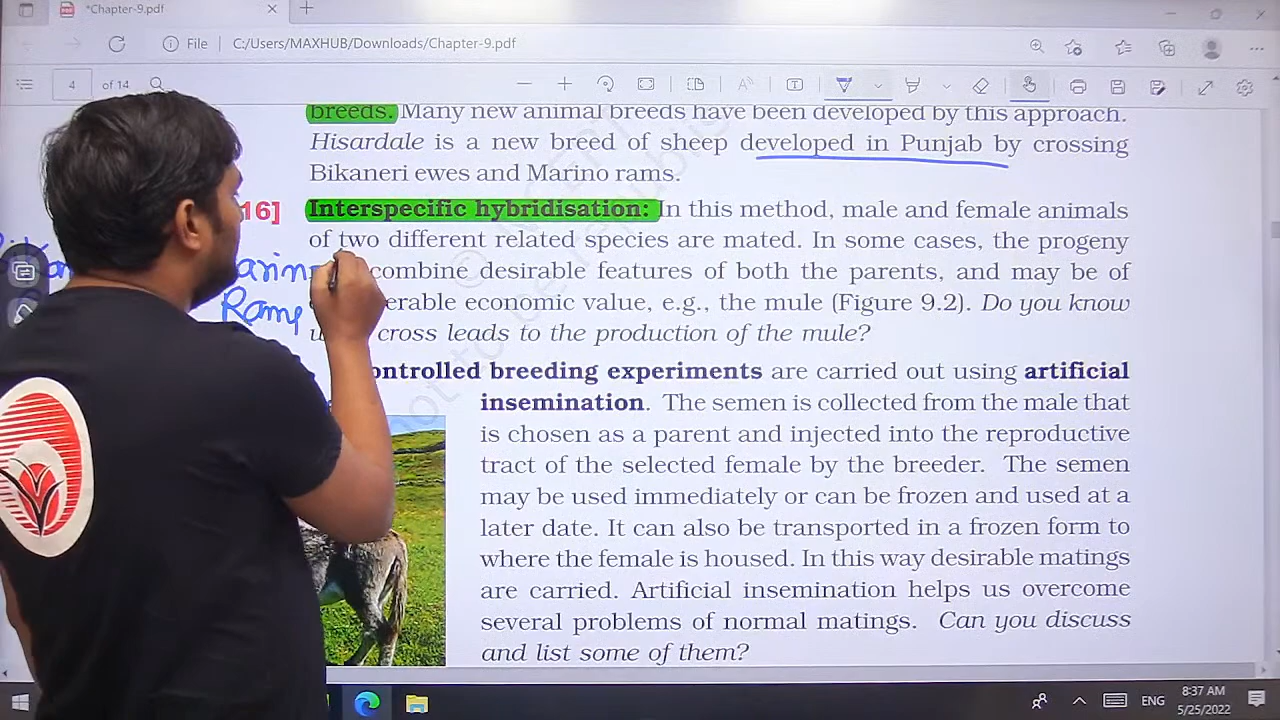 *Chapter-9.pdf
File C:/Users/MAXHUB/Downloads/Chapter-9.pdf
4 of 14
breeds. Many new animal breeds have been developed by this approach.
Hisardale is a new breed of sheep developed in Punjab by crossing
Bikaneri ewes and Marino rams.
16] Interspecific hybridisation: In this method, male and female animals
of two different related species are mated. In some cases, the progeny
combine desirable features of both the parents, and may be of
erable economic value, e.g., the mule (Figure 9.2). Do you know
cross leads to the production of the mule?
ontrolled breeding experiments are carried out using artificial
insemination. The semen is collected from the male that
is chosen as a parent and injected into the reproductive
tract of the selected female by the breeder. The semen
may be used immediately or can be frozen and used at a
later date. It can also be transported in a frozen form to
where the female is housed. In this way desirable matings
are carried. Artificial insemination helps us overcome
several problems of normal matings. Can you discuss
and list some of them?
arin
Rams
ENG
8:37 AM
5/25/2022